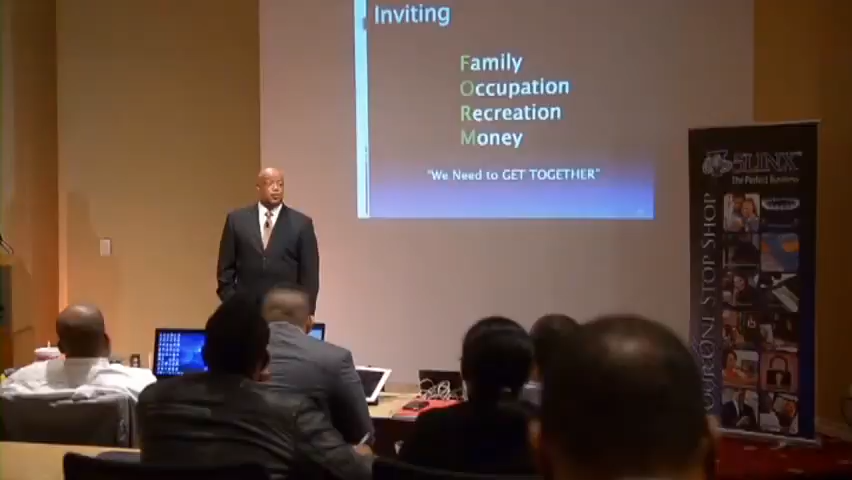 Inviting
Family
Occupation
Recreation
Money
"We Need to GET TOGETHER"
5LINX
The Perfect Business
YOUR ONE STOP SHOP